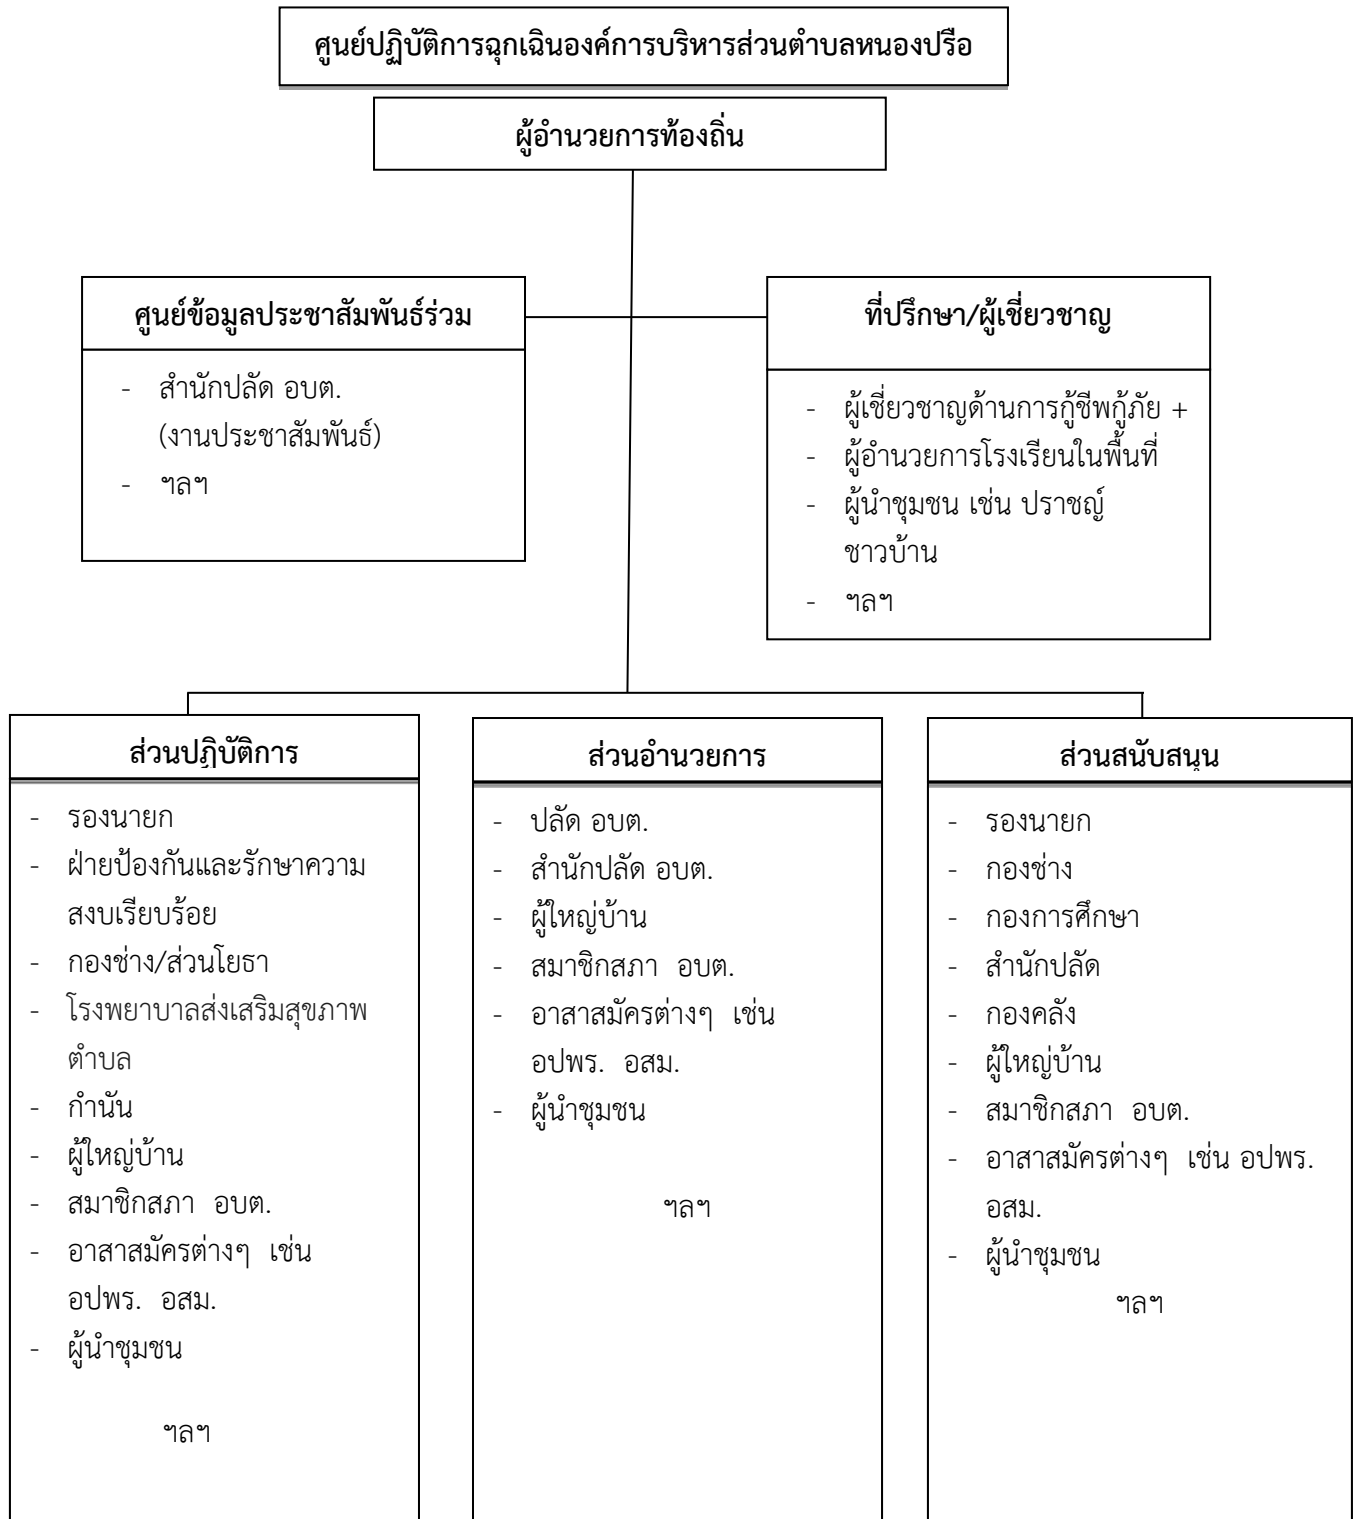 ศูนย์ปฏิบัติการฉุกเฉินองค์การบริหารส่วนตำบลหนองปรือ
ผู้อำนวยการท้องถิ่น
ศูนย์ข้อมูลประชาสัมพันธ์ร่วม
- สำนักปลัด อบต.
(งานประชาสัมพันธ์)
- ฯลฯ
ที่ปรึกษา/ผู้เชี่ยวชาญ
- ผู้เชี่ยวชาญด้านการกู้ชีพกู้ภัย +
- ผู้อำนวยการโรงเรียนในพื้นที่
- ผู้นำชุมชน เช่น ปราชญ์
ชาวบ้าน
- ฯลฯ
ส่วนปฏิบัติการ
- รองนายก
- ฝ่ายป้องกันและรักษาความ
สงบเรียบร้อย
- กองช่าง/ส่วนโยธา
- โรงพยาบาลส่งเสริมสุขภาพ
ตำบล
- กำนัน
- ผู้ใหญ่บ้าน
- สมาชิกสภา อบต.
- อาสาสมัครต่างๆ เช่น
อปพร. อสม.
- ผู้นำชุมชน
ฯลฯ
ส่วนอำนวยการ
- ปลัด อบต.
- สำนักปลัด อบต.
- ผู้ใหญ่บ้าน
- สมาชิกสภา อบต.
- อาสาสมัครต่างๆ เช่น
อปพร. อสม.
- ผู้นำชุมชน
ฯลฯ
ส่วนสนับสนุน
- รองนายก
- กองช่าง
- กองการศึกษา
- สำนักปลัด
- กองคลัง
- ผู้ใหญ่บ้าน
- สมาชิกสภา อบต.
- อาสาสมัครต่างๆ เช่น อปพร.
อสม.
- ผู้นำชุมชน
ฯลฯ